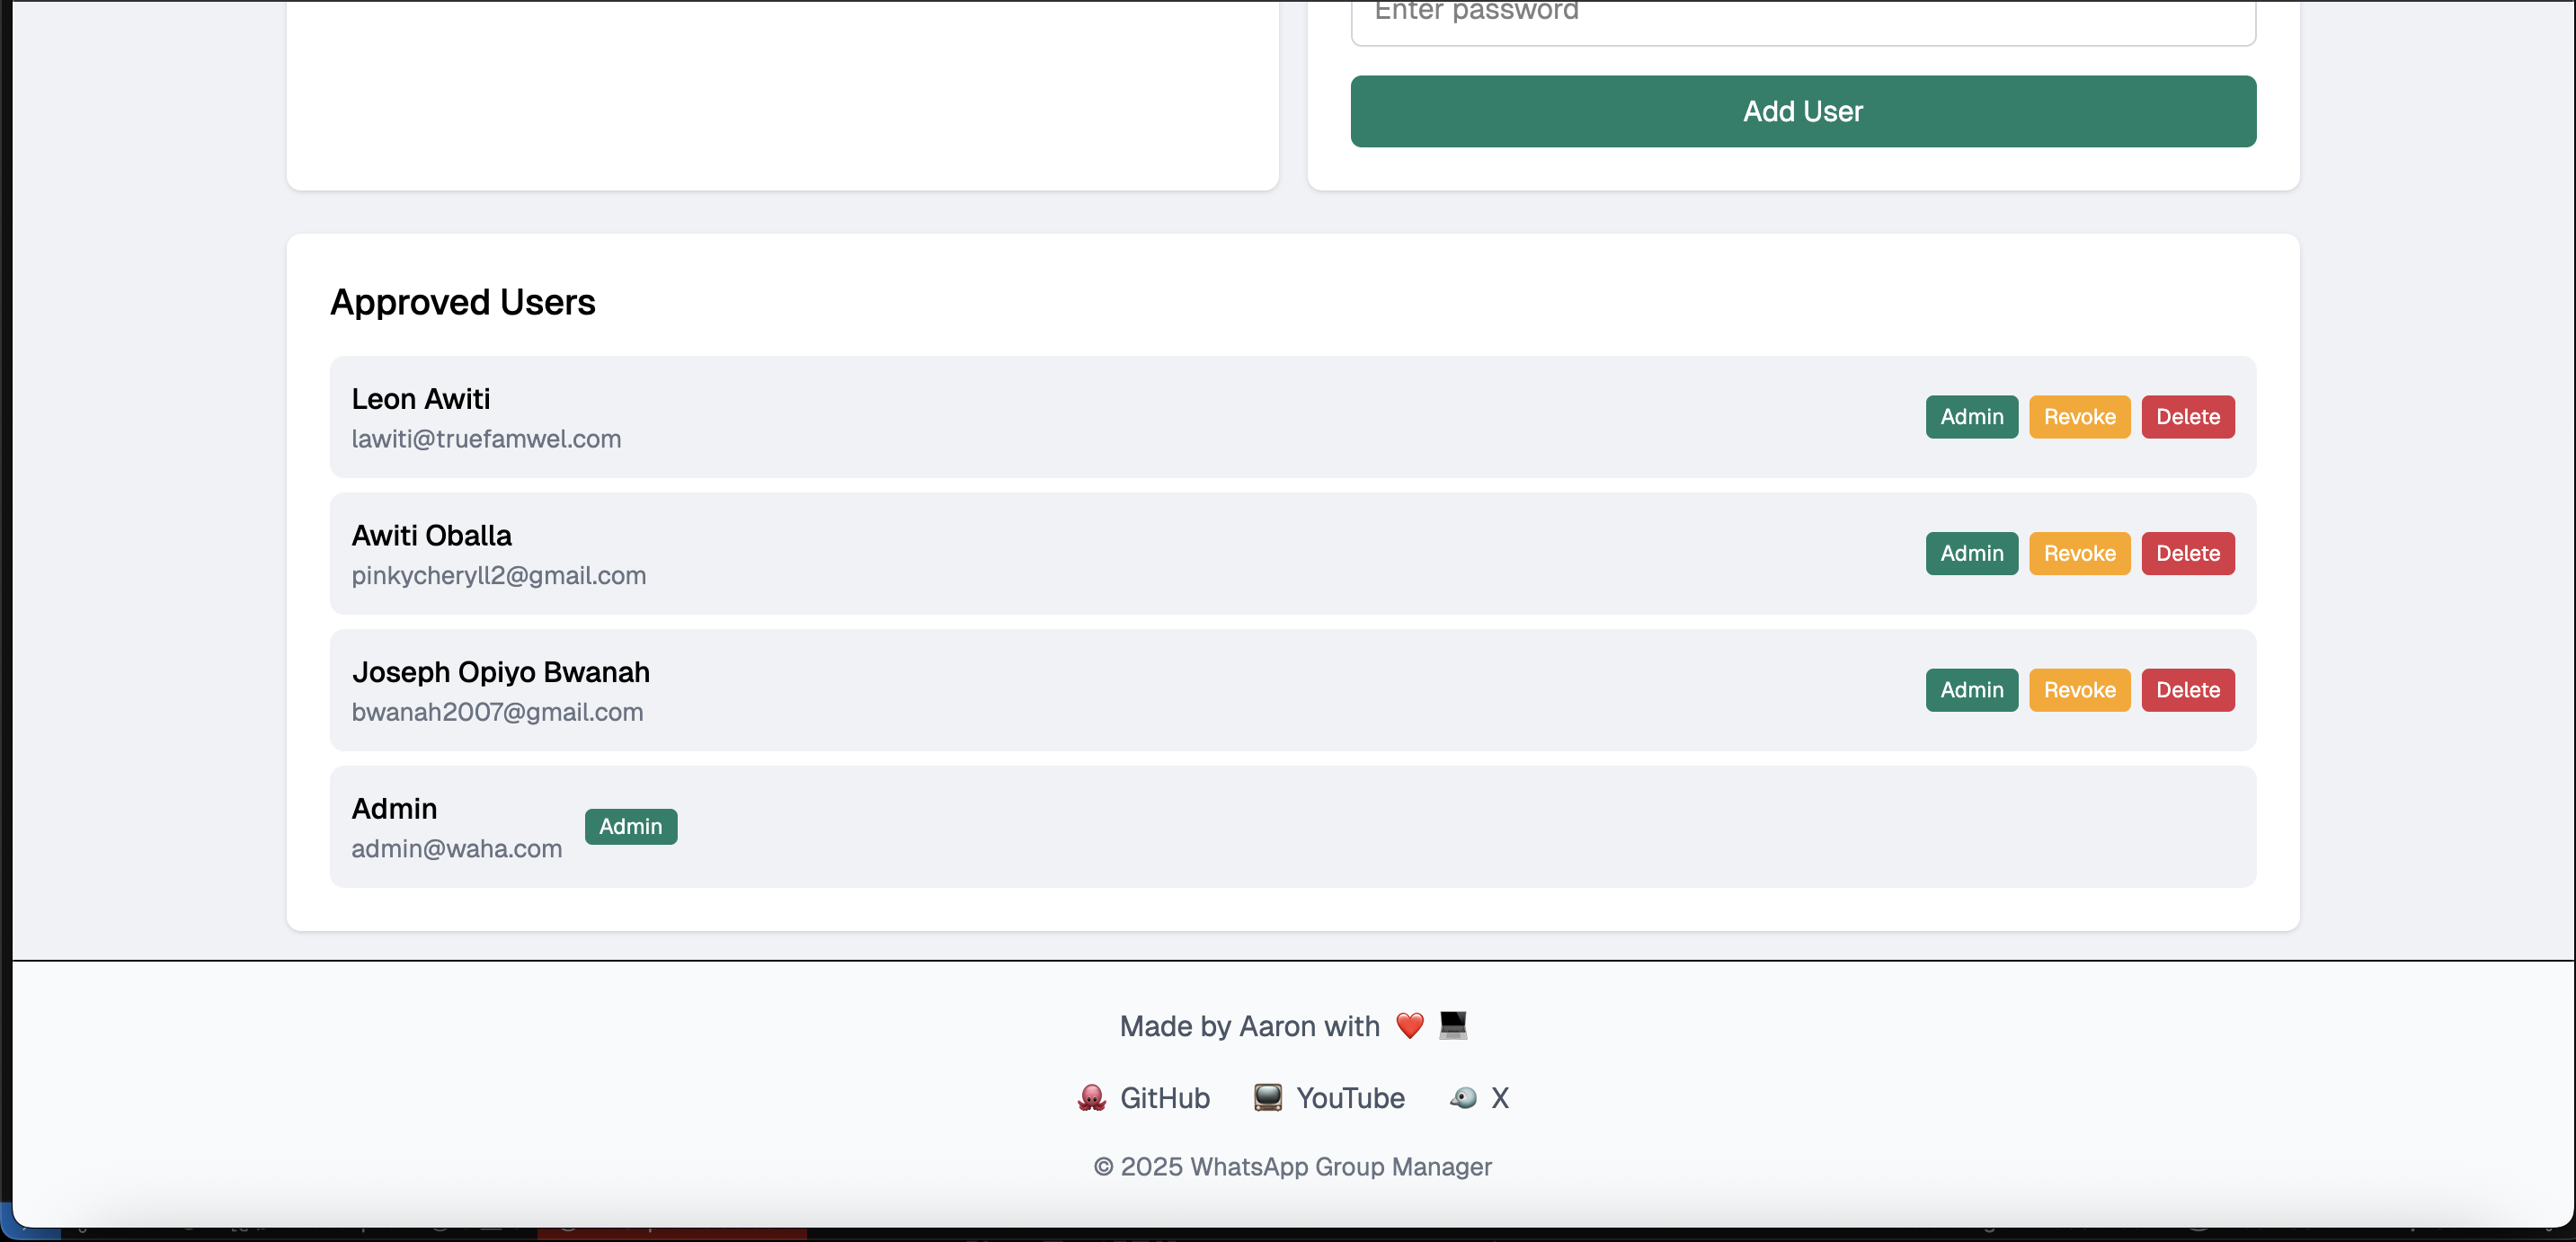 Enter password
Add User
Approved Users
Leon Awiti
lawiti@truefamwel.com
Admin Revoke Delete
Awiti Oballa
pinkycheryll2@gmail.com
Admin Revoke Delete
Joseph Opiyo Bwanah
bwanah2007@gmail.com
Admin Revoke Delete
Admin
admin@waha.com
Admin
Made by Aaron with ❤️ 💻
🐙 GitHub 📺 YouTube 🐦 X
© 2025 WhatsApp Group Manager